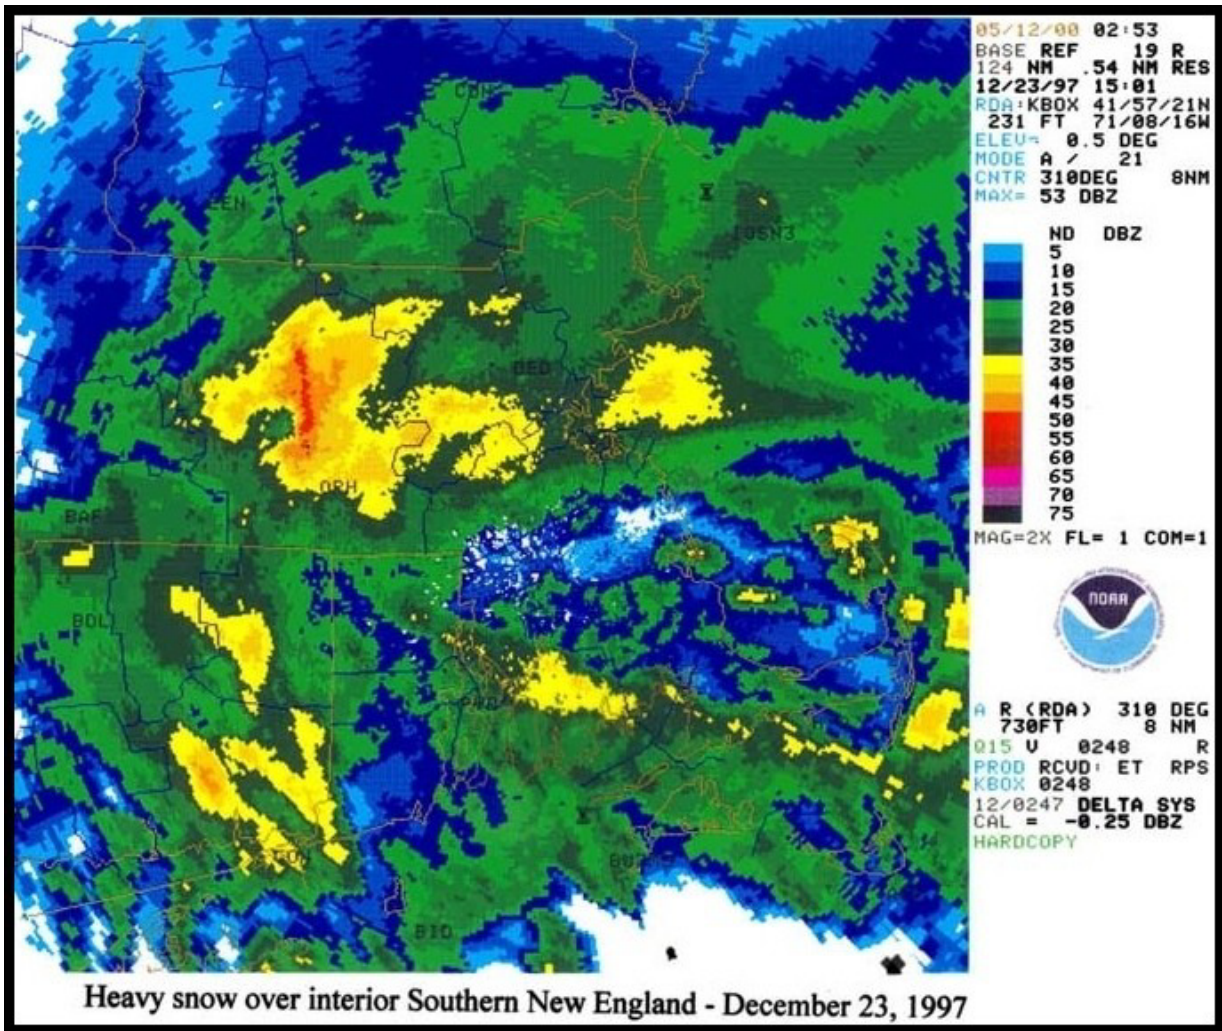 05/12/00 02:53
BASE REF 19 R
124 NM .54 NM RES
12/23/97 15:01
RDA:KBOX 41/57/21N
231 FT 71/08/16W
ELEV= 0.5 DEG
MODE A / 21
CNTR 310DEG 8NM
MAX= 53 DBZ
ND DBZ
5
10
15
20
25
30
35
40
45
50
55
60
65
70
75
MAG=2X FL= 1 COM=1
NOAA
A R (RDA) 310 DEG
730FT 8 NM
Q15 V 0248 R
PROD RCVD: ET RPS
KBOX 0248
12/0247 DELTA SYS
CAL = -0.25 DBZ
HARDCOPY
CON
EEN
IOSN3
BED
ORH
BAF
BDL
PVD
BID
Heavy snow over interior Southern New England - December 23, 1997